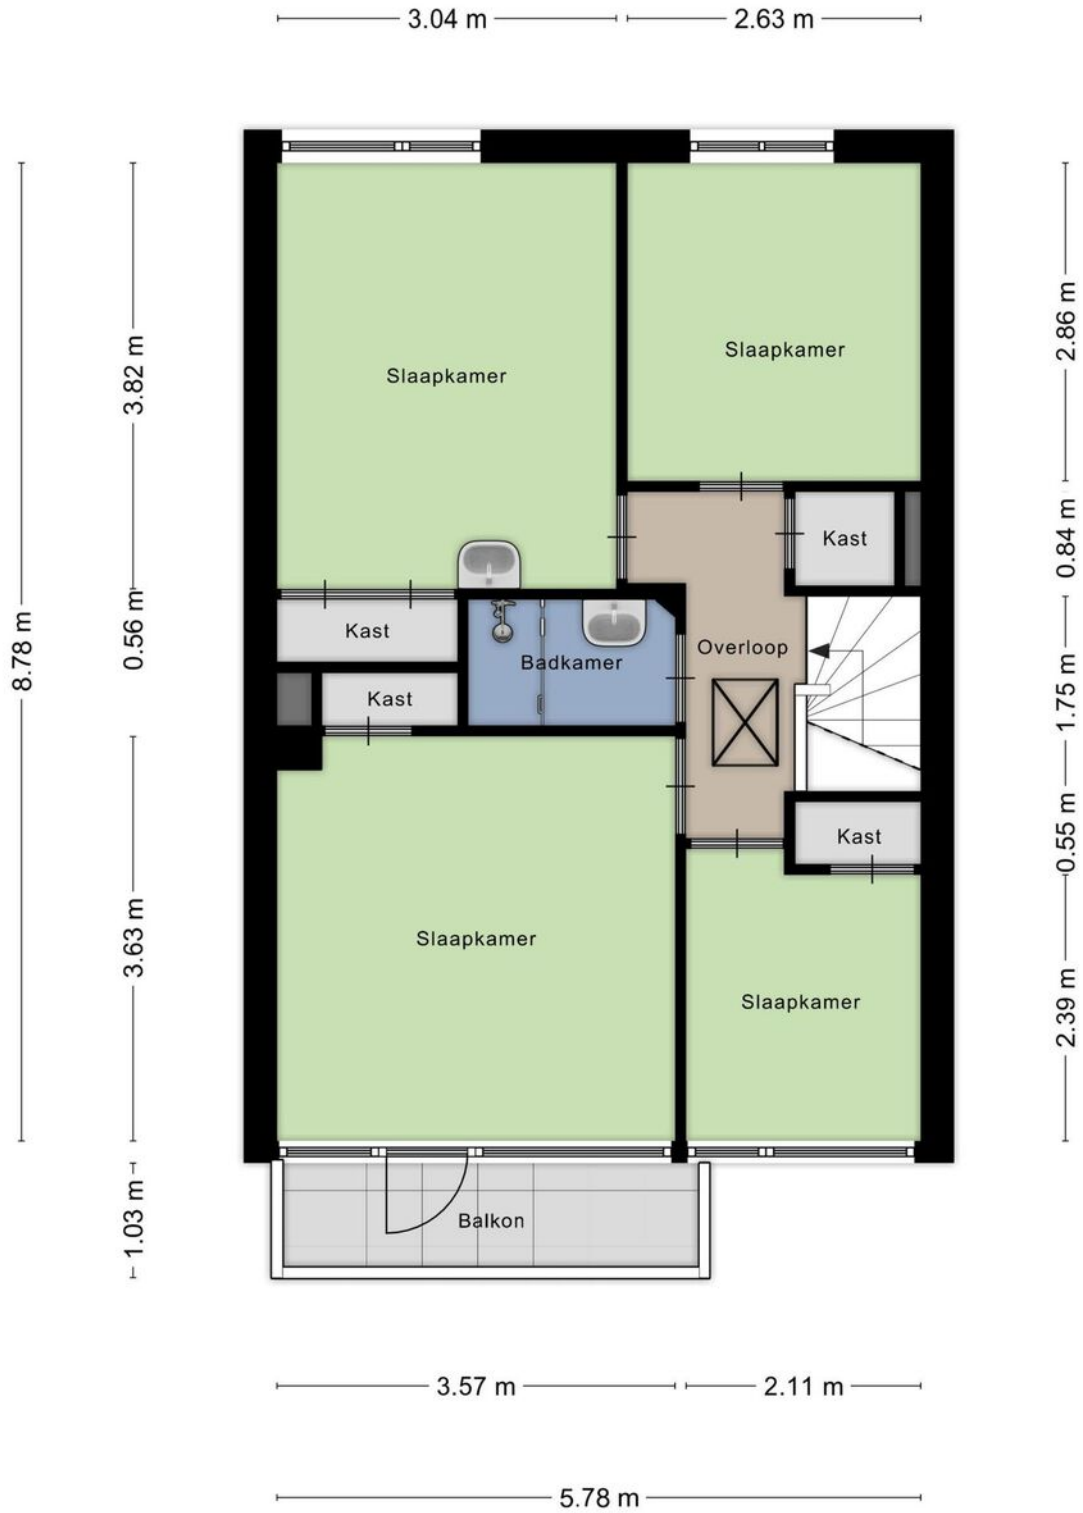 3.04 m
2.63 m
8.78 m
3.82 m
0.56 m
3.63 m
1.03 m
2.86 m
0.84 m
1.75 m
0.55 m
2.39 m
Slaapkamer
Slaapkamer
Kast
Kast
Overloop
Badkamer
Kast
Kast
Slaapkamer
Slaapkamer
Balkon
3.57 m
2.11 m
5.78 m